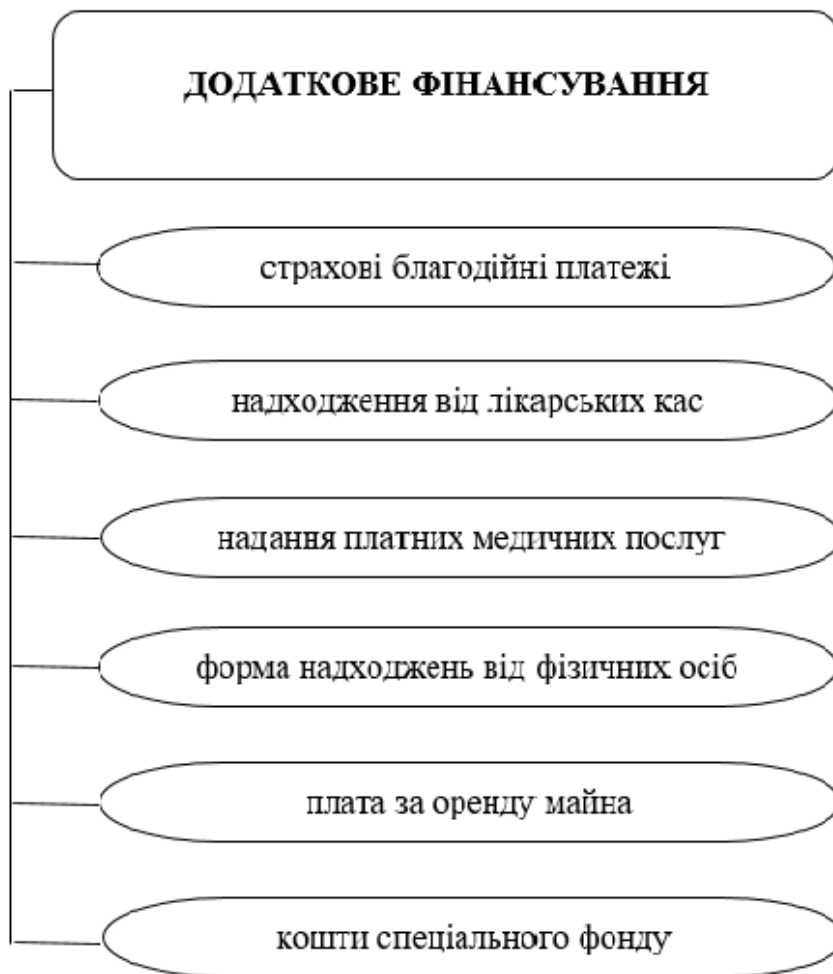 ДОДАТКОВЕ ФІНАНСУВАННЯ
страхові благодійні платежі
надходження від лікарських кас
надання платних медичних послуг
форма надходжень від фізичних осіб
плата за оренду майна
кошти спеціального фонду